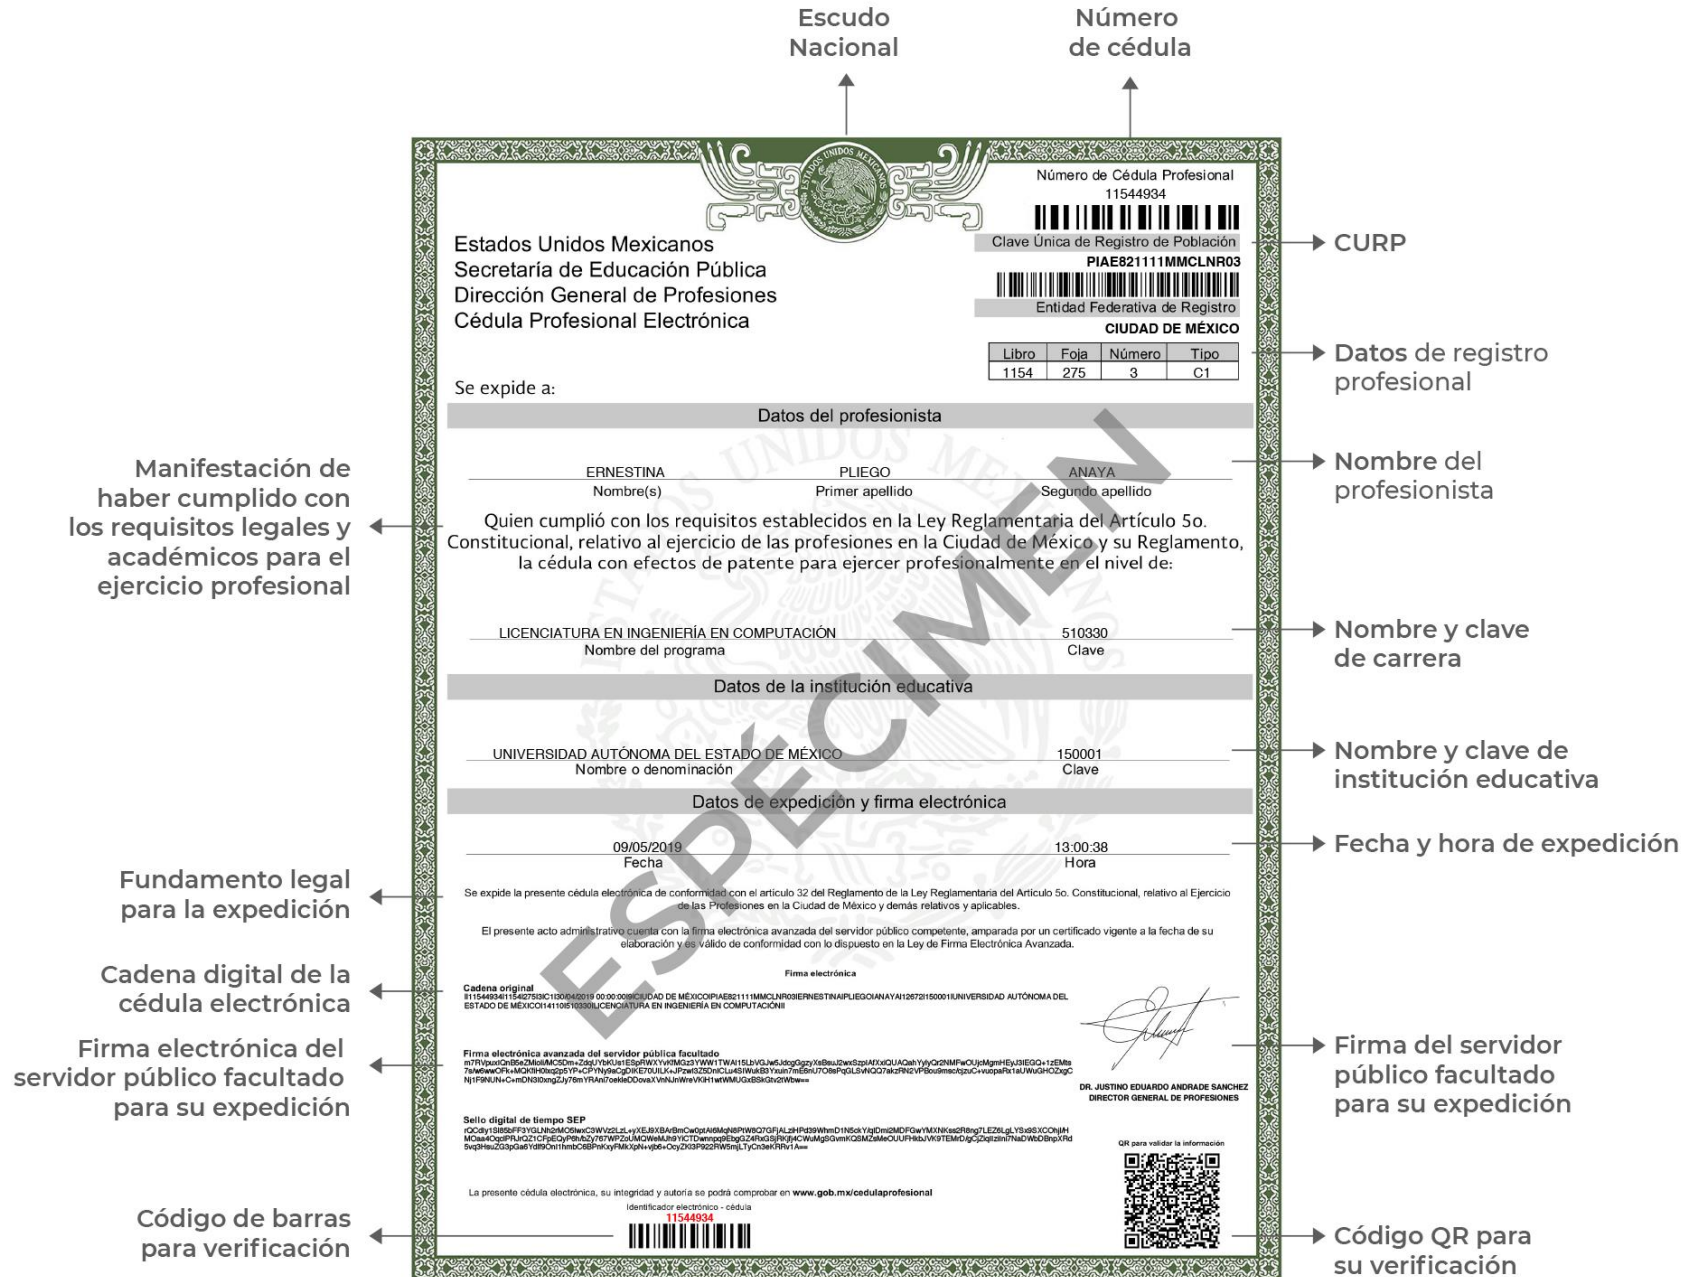 Escudo
Nacional
Número
de cédula
ESTADOS UNIDOS MEXICANOS
Número de Cédula Profesional
11544934
Clave Única de Registro de Población
CURP
PIAE821111MMCLNR03
Entidad Federativa de Registro
CIUDAD DE MÉXICO
Libro Foja Número Tipo
1154 275 3 C1
Datos de registro
profesional
Estados Unidos Mexicanos
Secretaría de Educación Pública
Dirección General de Profesiones
Cédula Profesional Electrónica
Se expide a:
Datos del profesionista
ERNESTINA PLIEGO ANAYA
Nombre(s) Primer apellido Segundo apellido
Nombre del
profesionista
Manifestación de
haber cumplido con
los requisitos legales y
académicos para el
ejercicio profesional
Quien cumplió con los requisitos establecidos en la Ley Reglamentaria del Artículo 5o.
Constitucional, relativo al ejercicio de las profesiones en la Ciudad de México y su Reglamento,
la cédula con efectos de patente para ejercer profesionalmente en el nivel de:
LICENCIATURA EN INGENIERÍA EN COMPUTACIÓN 510330
Nombre del programa Clave
Nombre y clave
de carrera
Datos de la institución educativa
UNIVERSIDAD AUTÓNOMA DEL ESTADO DE MÉXICO 150001
Nombre o denominación Clave
Nombre y clave de
institución educativa
Datos de expedición y firma electrónica
09/05/2019 13:00:38
Fecha Hora
Fecha y hora de expedición
Fundamento legal
para la expedición
Se expide la presente cédula electrónica de conformidad con el artículo 32 del Reglamento de la Ley Reglamentaria del Artículo 5o. Constitucional, relativo al Ejercicio
de las Profesiones en la Ciudad de México y demás relativos y aplicables.
El presente acto administrativo cuenta con la firma electrónica avanzada del servidor público competente, amparada por un certificado vigente a la fecha de su
elaboración y es válido de conformidad con lo dispuesto en la Ley de Firma Electrónica Avanzada.
ESPÉCIMEN
ESTADOS UNIDOS MEXICANOS
Firma electrónica
Cadena digital de la
cédula electrónica
Cadena original
ESTADO DE MÉXICO
Firma electrónica del
servidor público facultado
para su expedición
Firma electrónica avanzada del servidor pública facultado
Firma del servidor
público facultado
para su expedición
DR. JUSTINO EDUARDO ANDRADE SANCHEZ
DIRECTOR GENERAL DE PROFESIONES
Sello digital de tiempo SEP
QR para validar la información
La presente cédula electrónica, su integridad y autoría se podrá comprobar en www.gob.mx/cedulaprofesional
Identificador electrónico - cédula
11544934
Código de barras
para verificación
Código QR para
su verificación